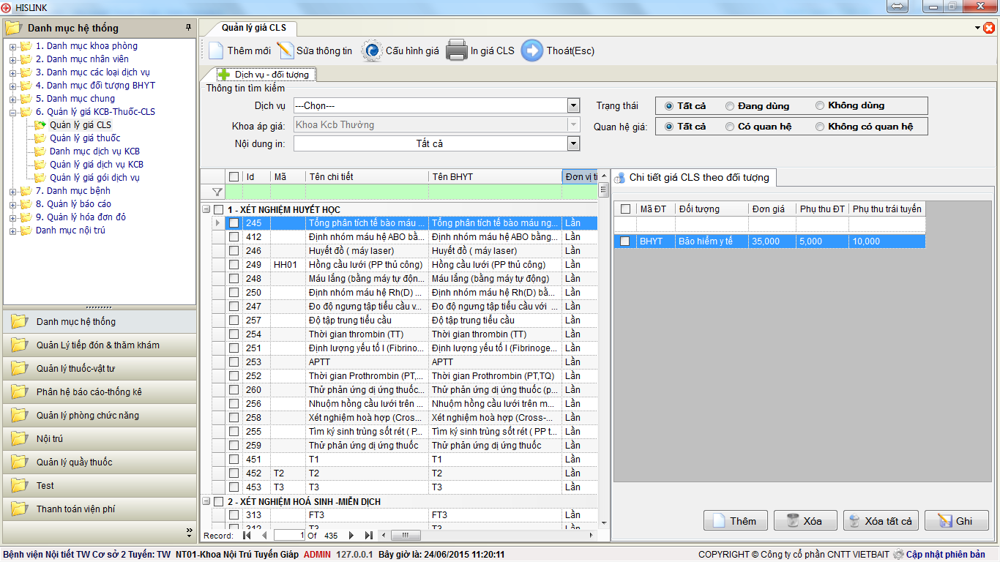 HISLINK
Danh mục hệ thống
1. Danh mục khoa phòng
2. Danh mục nhân viên
3. Danh mục các loại dịch vụ
4. Danh mục đối tượng BHYT
5. Danh mục chung
6. Quản lý giá KCB-Thuốc-CLS
Quản lý giá CLS
Quản lý giá thuốc
Danh mục dịch vụ KCB
Quản lý giá dịch vụ KCB
Quản lý giá gói dịch vụ
7. Danh mục bệnh
8. Quản lý báo cáo
9. Quản lý hóa đơn đỏ
Danh mục nội trú
Danh mục hệ thống
Quản Lý tiếp đón & thăm khám
Quản lý thuốc-vật tư
Phân hệ báo cáo-thống kê
Quản lý phòng chức năng
Nội trú
Quản lý quầy thuốc
Test
Thanh toán viện phí
Quản lý giá CLS
Thêm mới Sửa thông tin Cấu hình giá In giá CLS Thoát(Esc)
Dịch vụ - đối tượng
Thông tin tìm kiếm
Dịch vụ ---Chọn--- Trạng thái Tất cả Đang dùng Không dùng
Khoa áp giá: Khoa Kcb Thường Quan hệ giá: Tất cả Có quan hệ Không có quan hệ
Nội dung in: Tất cả
Id Mã Tên chi tiết Tên BHYT Đơn vị ti
1 - XÉT NGHIỆM HUYẾT HỌC
245 Tổng phân tích tế bào máu ... Tổng phân tích tế bào máu ng... Lần
412 Định nhóm máu hệ ABO bằ... Định nhóm máu hệ ABO bằng... Lần
246 Huyết đồ ( máy laser) Huyết đồ ( máy laser) Lần
249 HH01 Hồng cầu lưới (PP thủ công) Hồng cầu lưới (PP thủ công) Lần
248 Máu lắng (bằng máy tự độn... Máu lắng (bằng máy tự động) Lần
250 Định nhóm máu hệ Rh(D) ... Định nhóm máu hệ Rh(D) bằ... Lần
247 Đo độ ngưng tập tiểu cầu v... Đo độ ngưng tập tiểu cầu với ... Lần
257 Độ tập trung tiểu cầu Độ tập trung tiểu cầu Lần
254 Thời gian thrombin (TT) Thời gian thrombin (TT) Lần
251 Định lượng yếu tố I (Fibrino... Định lượng yếu tố I (Fibrinoge... Lần
253 APTT APTT Lần
252 Thời gian Prothrombin (PT,... Thời gian Prothrombin (PT,TQ) Lần
260 Thử phản ứng dị ứng thuốc... Thử phản ứng dị ứng thuốc (p... Lần
256 Nhuộm hồng cầu lưới trên ... Nhuộm hồng cầu lưới trên m... Lần
258 Xét nghiệm hoà hợp (Cros... Xét nghiệm hoà hợp (Cross-... Lần
255 Tìm ký sinh trùng sốt rét ( P... Tìm ký sinh trùng sốt rét ( PP t... Lần
259 Thử phản ứng dị ứng thuốc Thử phản ứng dị ứng thuốc Lần
451 T1 T1 Lần
452 T2 T2 T2 Lần
453 T3 T3 T3 Lần
2 - XÉT NGHIỆM HOÁ SINH -MIỄN DỊCH
313 FT3 FT3 Lần
312 T3 T3 Lần
Record: 1 Of 435
Chi tiết giá CLS theo đối tượng
Mã ĐT Đối tượng Đơn giá Phụ thu ĐT Phụ thu trái tuyến
BHYT Bảo hiểm y tế 35,000 5,000 10,000
Thêm Xóa Xóa tất cả Ghi
Bệnh viện Nội tiết TW Cơ sở 2 Tuyến: TW NT01-Khoa Nội Trú Tuyến Giáp ADMIN 127.0.0.1 Bây giờ là: 24/06/2015 11:20:11 COPYRIGHT © Công ty cổ phần CNTT VIETBAIT Cập nhật phiên bản